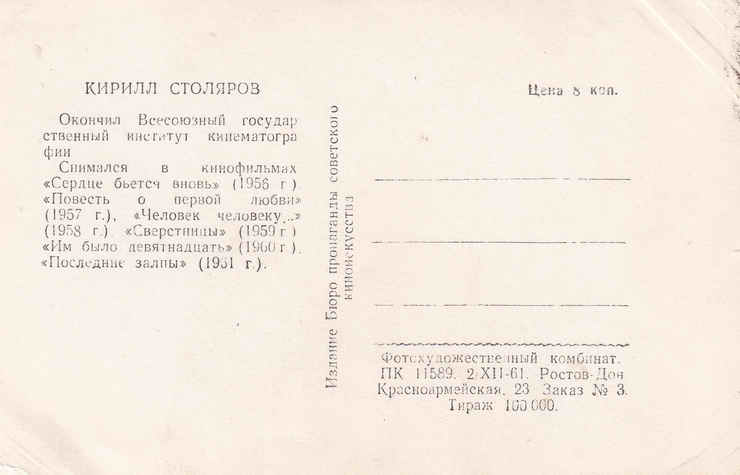 КИРИЛЛ СТОЛЯРОВ
Окончил Всесоюзный государ
ственный институт кинематогра
фии
Снимался в кинофильмах
«Сердце бьется вновь» (1956 г).
«Повесть о первой любви»
(1957 г.), «Человек человеку...»
(1958 г.) «Сверстницы» (1959 г)
«Им было девятнадцать» (1960 г).
«Последние залпы» (1961 г.).
Издание Бюро пропаганды советского
киноискусства
Цена 8 коп.
Фотохудожественный комбинат.
ПК 11589. 2/XII-61. Ростов-Дон
Красноармейская, 23 Заказ № 3.
Тираж 100 000.